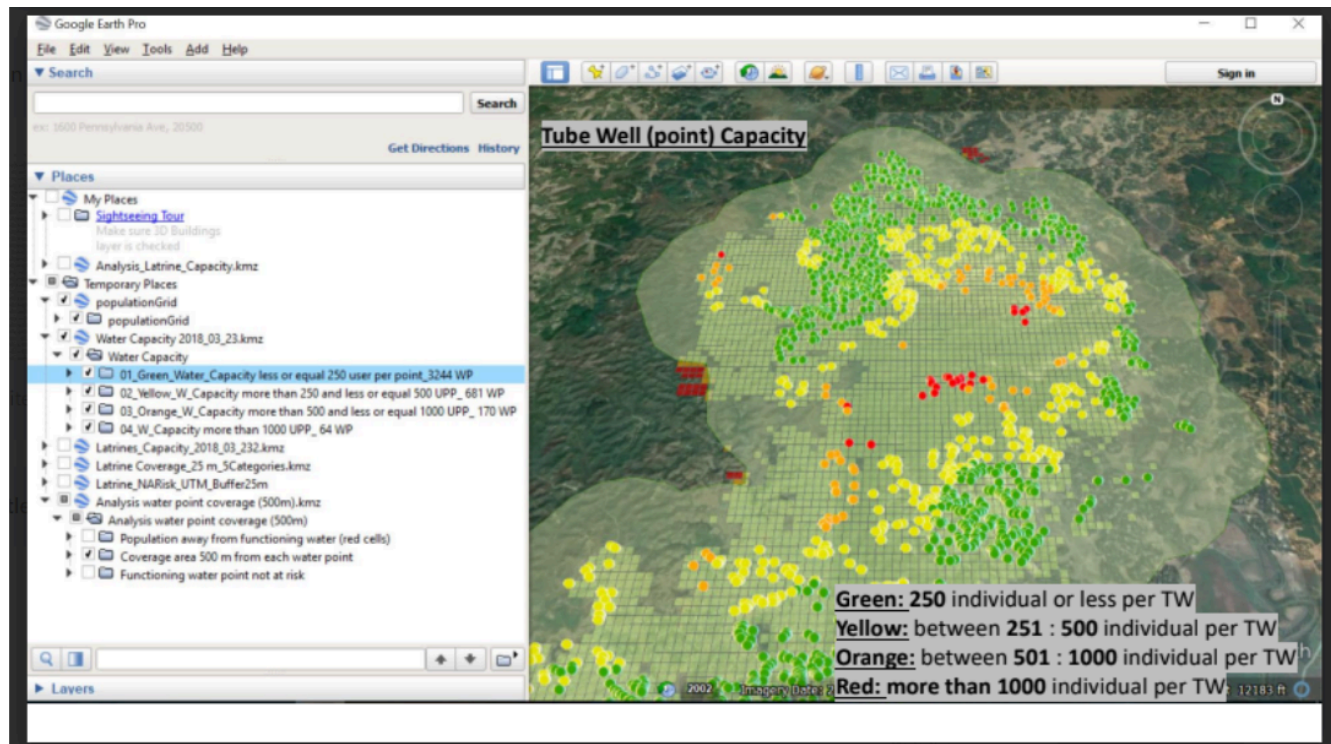 Google Earth Pro
File Edit View Tools Add Help
Search
Search
ex: 1600 Pennsylvania Ave, 20500
Get Directions History
Places
My Places
Sightseeing Tour
Make sure 3D Buildings
layer is checked
Analysis_Latrine_Capacity.kmz
Temporary Places
populationGrid
populationGrid
Water Capacity 2018_03_23.kmz
Water Capacity
01_Green_Water_Capacity less or equal 250 user per point_3244 WP
02_Yellow_W_Capacity more than 250 and less or equal 500 UPP_ 681 WP
03_Orange_W_Capacity more than 500 and less or equal 1000 UPP_ 170 WP
04_W_Capacity more than 1000 UPP_ 64 WP
Latrines_Capacity_2018_03_232.kmz
Latrine Coverage_25 m_5Categories.kmz
Latrine_NARisk_UTM_Buffer25m
Analysis water point coverage (500m).kmz
Analysis water point coverage (500m)
Population away from functioning water (red cells)
Coverage area 500 m from each water point
Functioning water point not at risk
Layers
Sign in
N
Tube Well (point) Capacity
Green: 250 individual or less per TW
Yellow: between 251 : 500 individual per TW
Orange: between 501 : 1000 individual per TW
Red: more than 1000 individual per TW
2002 Imagery Date: 12183 ft